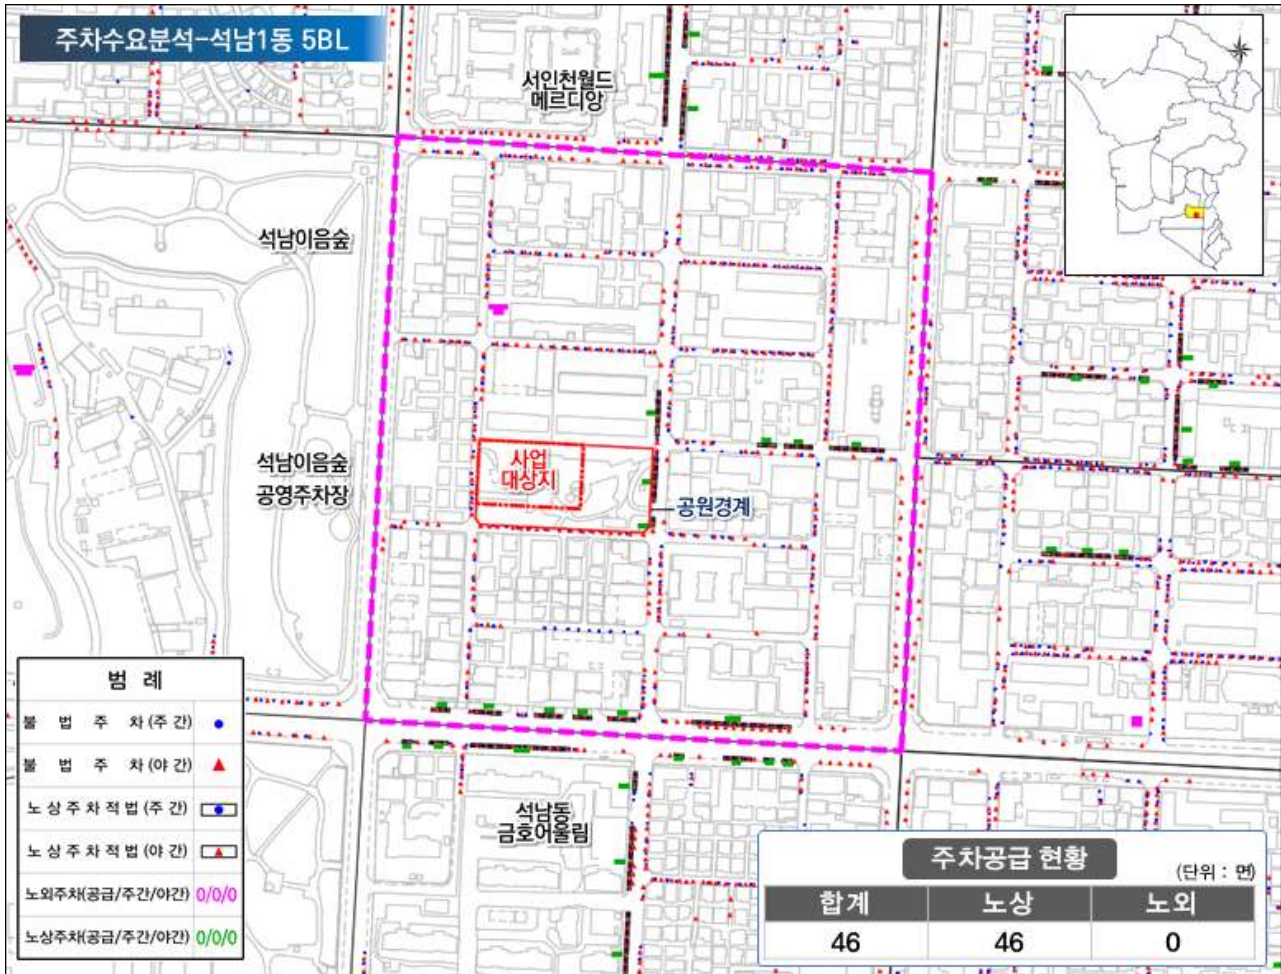 주차수요분석-석남1동 5BL
서인천월드
메르디앙
석남이음숲
석남이음숲
공영주차장
사업
대상지
공원경계
석남동
금호어울림
범 례
불 법 주 차 (주 간)
불 법 주 차 (야 간)
노 상 주 차 적 법 (주 간)
노 상 주 차 적 법 (야 간)
노외주차(공급/주간/야간) 0/0/0
노상주차(공급/주간/야간) 0/0/0
주차공급 현황
(단위 : 면)
합계 노상 노외
46 46 0